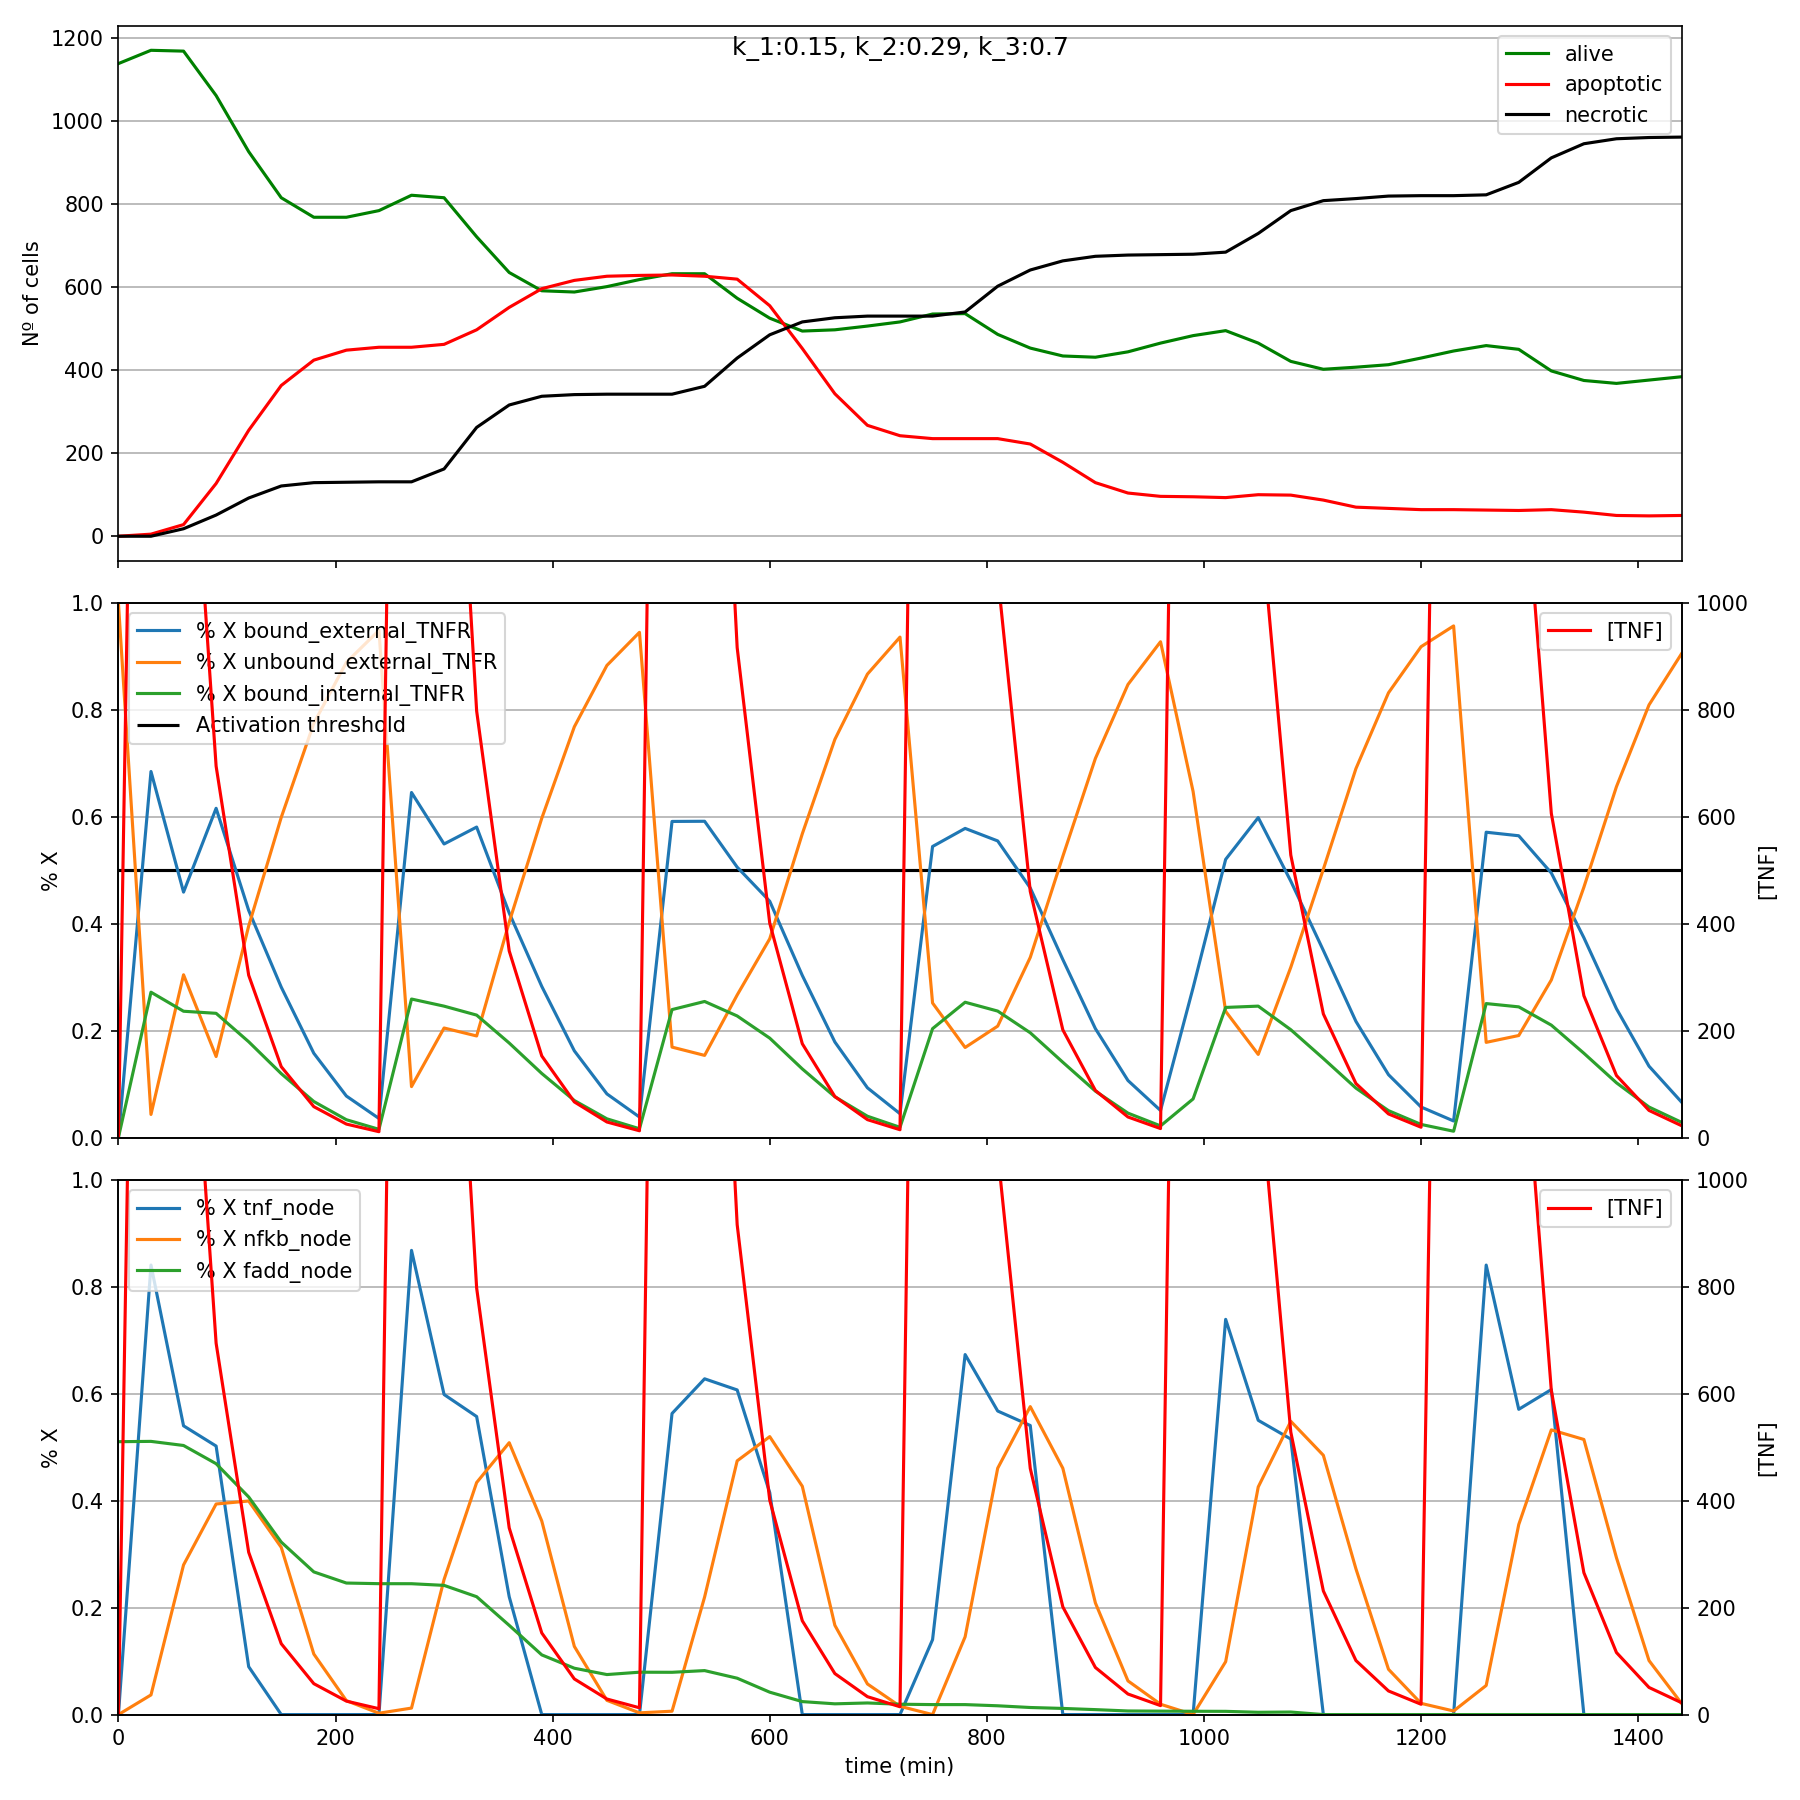 k_1:0.15, k_2:0.29, k_3:0.7
1200
1000
800
600
400
200
0
Nº of cells
alive
apoptotic
necrotic
1.0
0.8
0.6
0.4
0.2
0.0
% X
% X bound_external_TNFR
% X unbound_external_TNFR
% X bound_internal_TNFR
Activation threshold
[TNF]
1000
800
600
400
200
0
[TNF]
1.0
0.8
0.6
0.4
0.2
0.0
% X
% X tnf_node
% X nfkb_node
% X fadd_node
[TNF]
1000
800
600
400
200
0
[TNF]
0 200 400 600 800 1000 1200 1400
time (min)